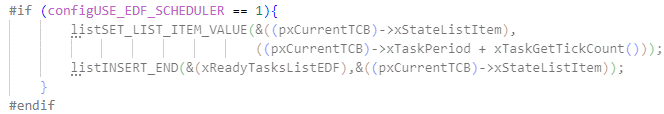 #if (configUSE_EDF_SCHEDULER == 1){
listSET_LIST_ITEM_VALUE(&((pxCurrentTCB)->xStateListItem),
((pxCurrentTCB)->xTaskPeriod + xTaskGetTickCount()));
listINSERT_END(&(xReadyTasksListEDF),&((pxCurrentTCB)->xStateListItem));
}
#endif